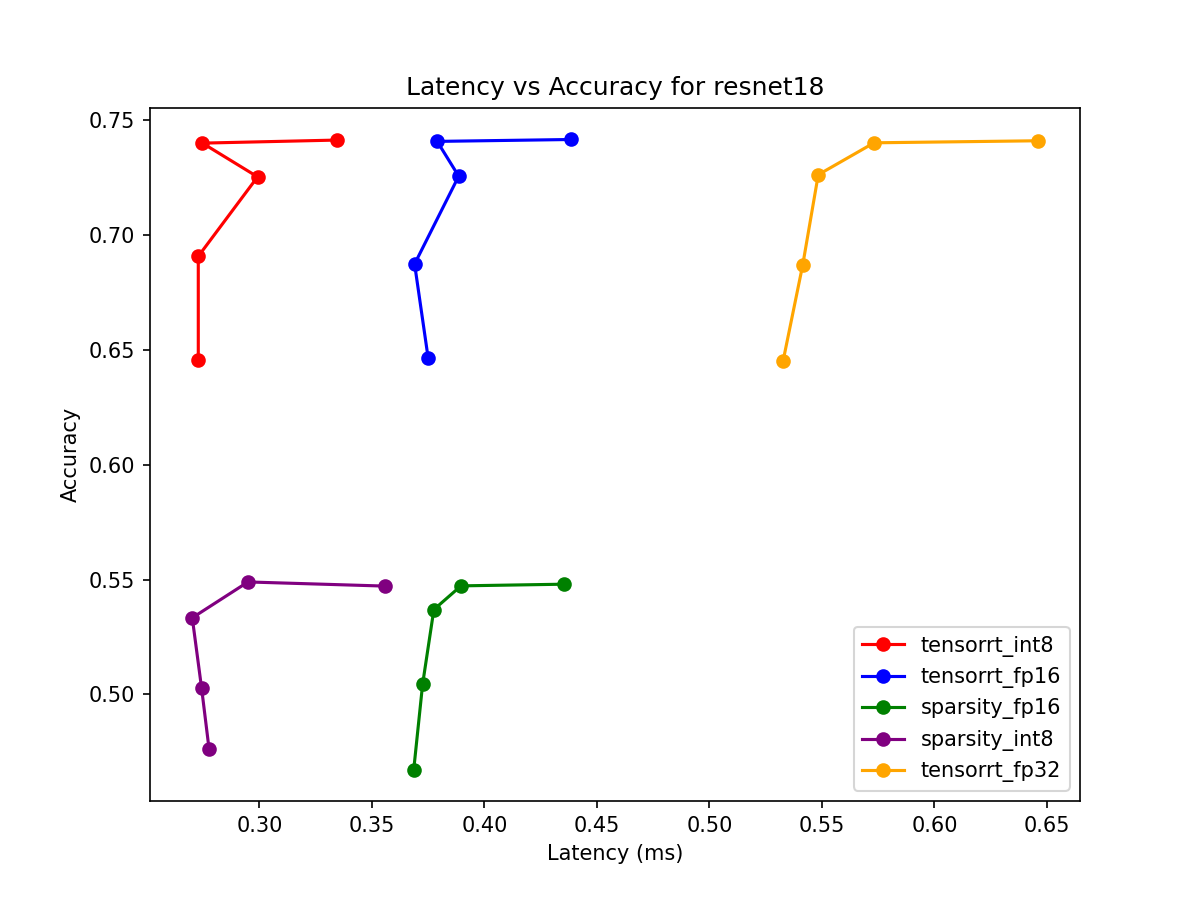 Latency vs Accuracy for resnet18
0.75
0.70
0.65
0.60
0.55
0.50
Accuracy
tensorrt_int8
tensorrt_fp16
sparsity_fp16
sparsity_int8
tensorrt_fp32
0.30 0.35 0.40 0.45 0.50 0.55 0.60 0.65
Latency (ms)